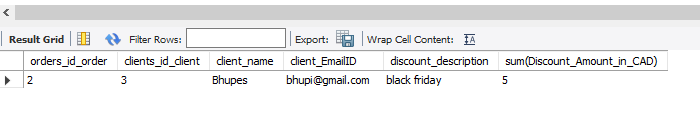 Result Grid Filter Rows: Export: Wrap Cell Content: IA
orders_id_order clients_id_client client_name client_EmailID discount_description sum(Discount_Amount_in_CAD)
2 3 Bhupes bhupi@gmail.com black friday 5